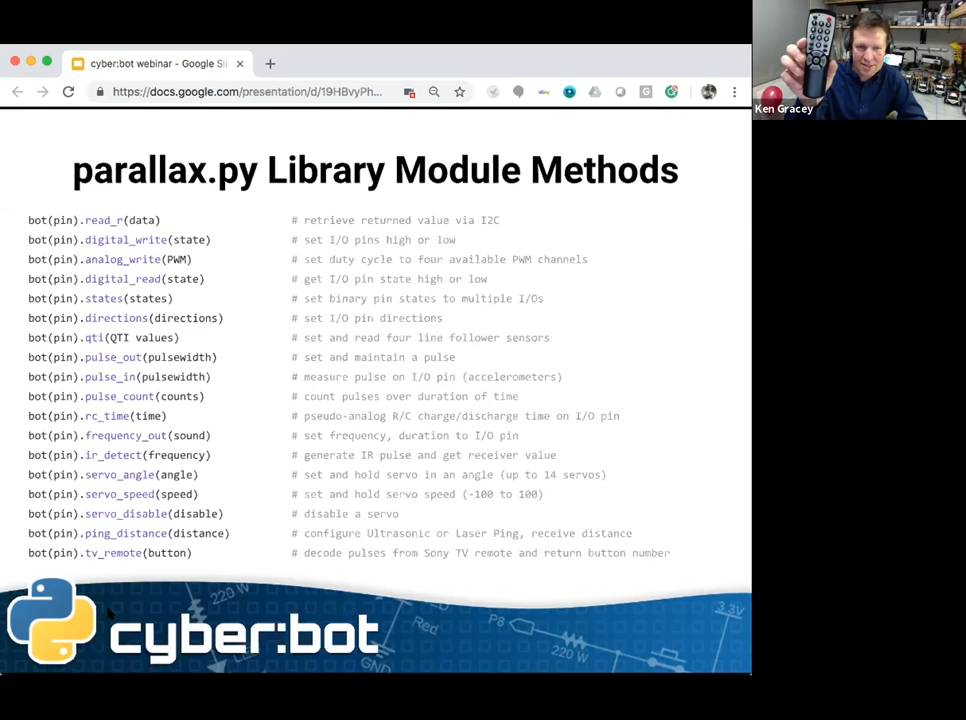 cyber:bot webinar - Google Sli
https://docs.google.com/presentation/d/19HBvyPh...
Ken Gracey
parallax.py Library Module Methods
bot(pin).read_r(data) # retrieve returned value via I2C
bot(pin).digital_write(state) # set I/O pins high or low
bot(pin).analog_write(PWM) # set duty cycle to four available PWM channels
bot(pin).digital_read(state) # get I/O pin state high or low
bot(pin).states(states) # set binary pin states to multiple I/Os
bot(pin).directions(directions) # set I/O pin directions
bot(pin).qti(QTI values) # set and read four line follower sensors
bot(pin).pulse_out(pulsewidth) # set and maintain a pulse
bot(pin).pulse_in(pulsewidth) # measure pulse on I/O pin (accelerometers)
bot(pin).pulse_count(counts) # count pulses over duration of time
bot(pin).rc_time(time) # pseudo-analog R/C charge/discharge time on I/O pin
bot(pin).frequency_out(sound) # set frequency, duration to I/O pin
bot(pin).ir_detect(frequency) # generate IR pulse and get receiver value
bot(pin).servo_angle(angle) # set and hold servo in an angle (up to 14 servos)
bot(pin).servo_speed(speed) # set and hold servo speed (-100 to 100)
bot(pin).servo_disable(disable) # disable a servo
bot(pin).ping_distance(distance) # configure Ultrasonic or Laser Ping, receive distance
bot(pin).tv_remote(button) # decode pulses from Sony TV remote and return button number
220 W
Red
P8
3.3V
cyber:bot
220 W
GND